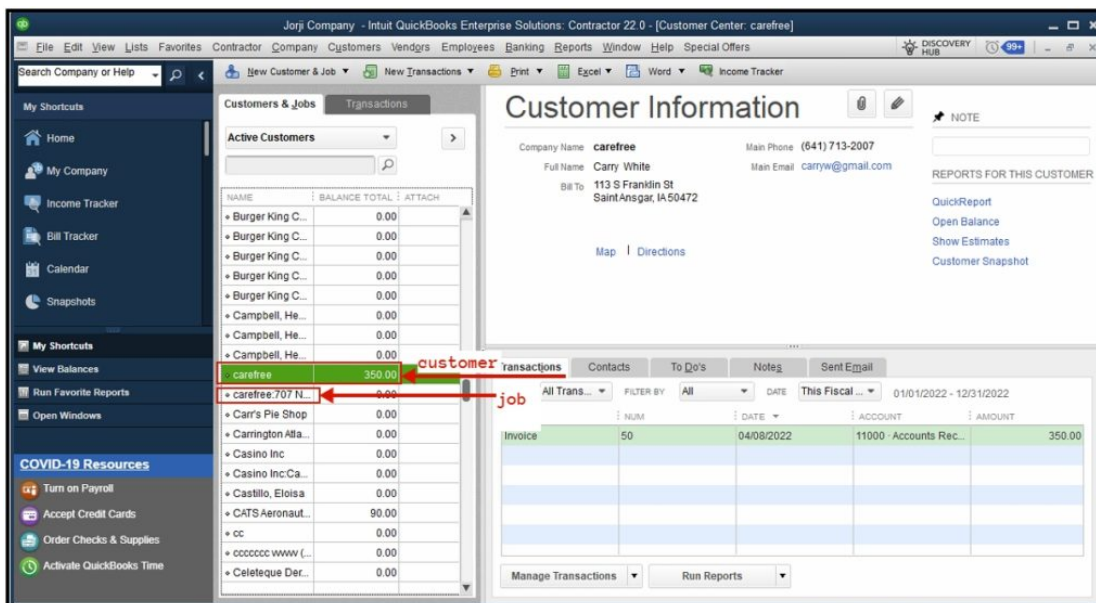 Jorji Company - Intuit QuickBooks Enterprise Solutions: Contractor 22.0 - [Customer Center: carefree]
File Edit View Lists Favorites Contractor Company Customers Vendors Employees Banking Reports Window Help Special Offers
DISCOVERY HUB 99+
Search Company or Help
New Customer & Job New Transactions Print Excel Word Income Tracker
My Shortcuts
Home
My Company
Income Tracker
Bill Tracker
Calendar
Snapshots
My Shortcuts
View Balances
Run Favorite Reports
Open Windows
COVID-19 Resources
Turn on Payroll
Accept Credit Cards
Order Checks & Supplies
Activate QuickBooks Time
Customers & Jobs Transactions
Active Customers
NAME BALANCE TOTAL ATTACH
Burger King C... 0.00
Burger King C... 0.00
Burger King C... 0.00
Burger King C... 0.00
Burger King C... 0.00
Campbell, He... 0.00
Campbell, He... 0.00
Campbell, He... 0.00
carefree 350.00
carefree:707 N... 0.00
Carr's Pie Shop 0.00
Carrington Atla... 0.00
Casino Inc 0.00
Casino Inc:Ca... 0.00
Castillo, Eloisa 0.00
CATS Aeronaut... 90.00
cc 0.00
ccccccc vwwv (... 0.00
Celeteque Der... 0.00
customer
job
Customer Information
Company Name carefree
Full Name Carry White
Bill To 113 S Franklin St
Saint Ansgar, IA 50472
Main Phone (641) 713-2007
Main Email carryw@gmail.com
Map | Directions
NOTE
REPORTS FOR THIS CUSTOMER
QuickReport
Open Balance
Show Estimates
Customer Snapshot
Transactions Contacts To Do's Notes Sent Email
All Trans... FILTER BY All DATE This Fiscal ... 01/01/2022 - 12/31/2022
NUM DATE ACCOUNT AMOUNT
Invoice 50 04/08/2022 11000 · Accounts Rec... 350.00
Manage Transactions Run Reports